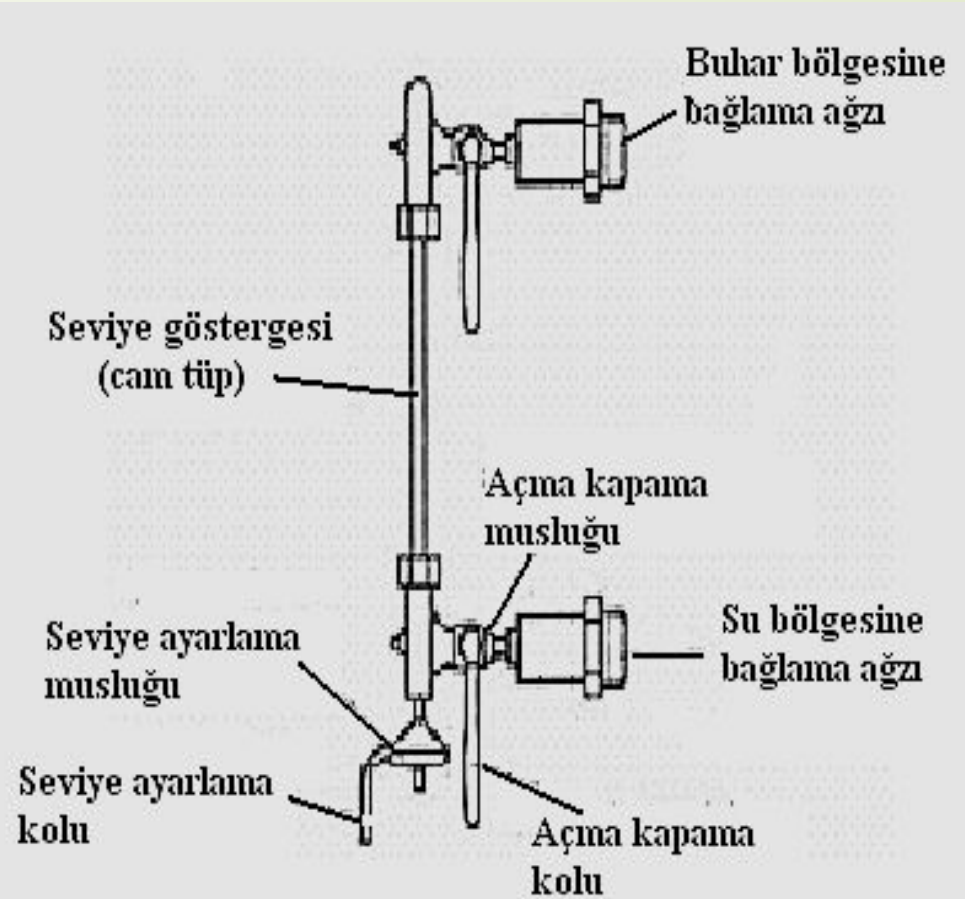 Buhar bölgesine
bağlama ağzı
Seviye göstergesi
(cam tüp)
Açma kapama
musluğu
Su bölgesine
bağlama ağzı
Seviye ayarlama
musluğu
Seviye ayarlama
kolu
Açma kapama
kolu